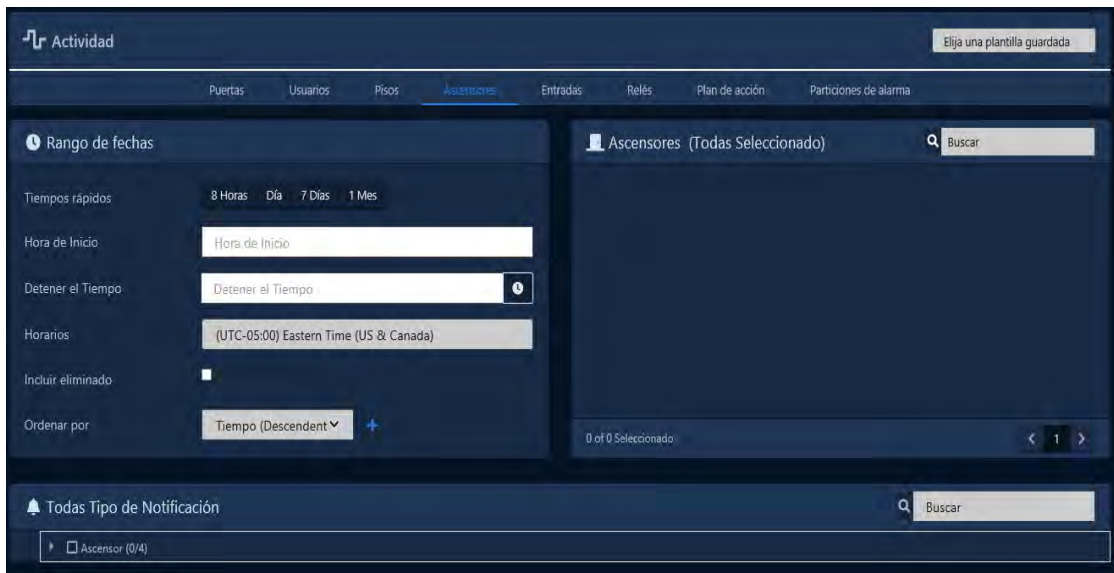 Actividad
Elija una plantilla guardada
Puertas Usuarios Pisos Ascensores Entradas Relés Plan de acción Particiones de alarma
Rango de fechas
Tiempos rápidos
8 Horas Día 7 Días 1 Mes
Hora de Inicio
Hora de Inicio
Detener el Tiempo
Detener el Tiempo
Horarios
(UTC-05:00) Eastern Time (US & Canada)
Incluir eliminado
Ordenar por
Tiempo (Descendent
Ascensores (Todas Seleccionado)
Buscar
0 of 0 Seleccionado
1
Todas Tipo de Notificación
Buscar
Ascensor (0/4)